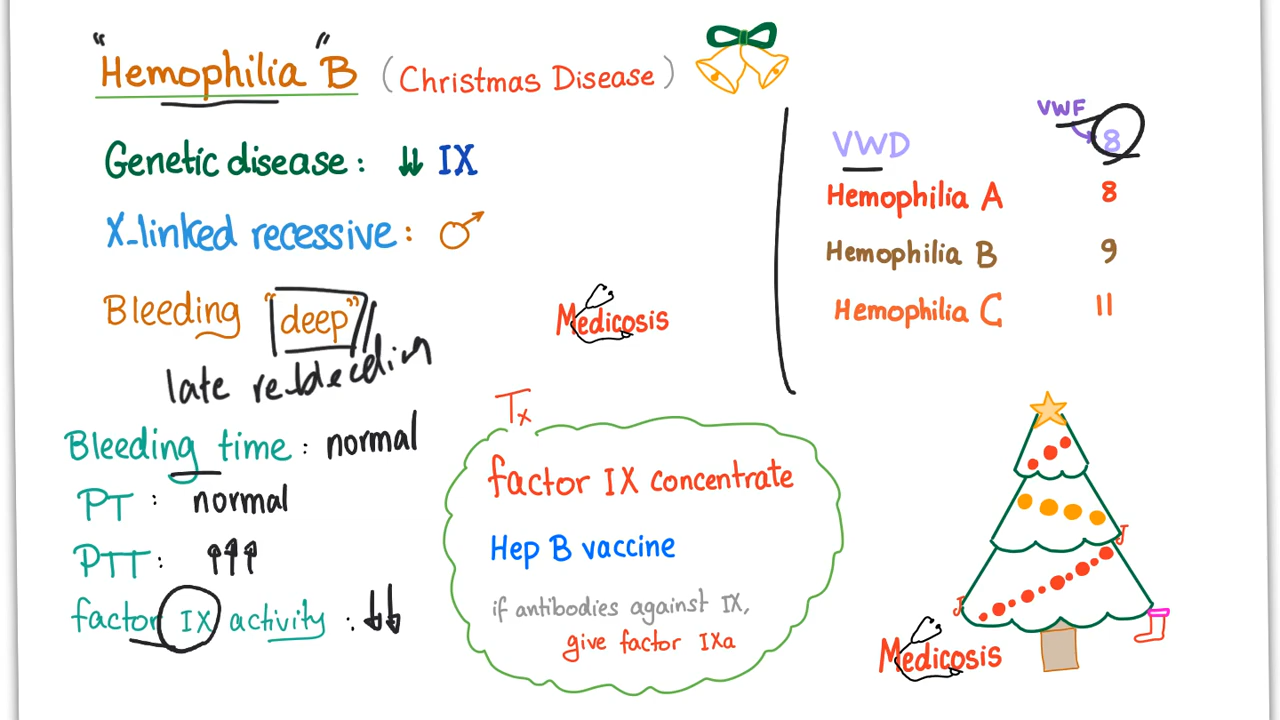 "Hemophilia" B (Christmas Disease)
Genetic disease: ↓↓ IX
X-linked recessive: ♂
Bleeding "deep"
late re-bleeding
Bleeding time: normal
PT: normal
PTT: ↑↑↑
factor IX activity: ↓↓
Medicosis
Tx
factor IX concentrate
Hep B vaccine
if antibodies against IX,
give factor IXa
VWF
VWD 8
Hemophilia A 8
Hemophilia B 9
Hemophilia C 11
Medicosis